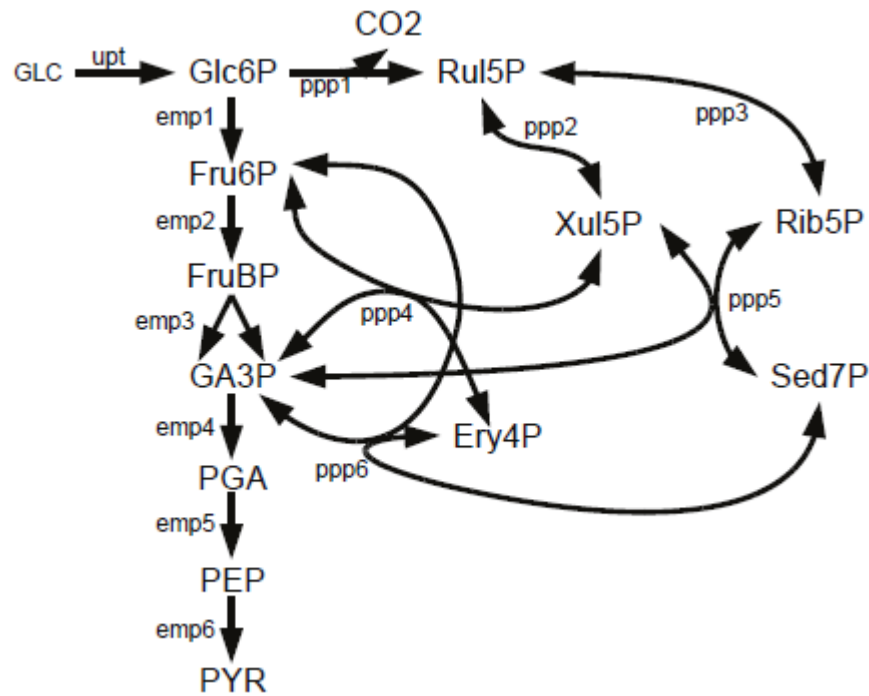 CO2
upt
GLC
Glc6P
ppp1
Rul5P
emp1
ppp2
ppp3
Fru6P
emp2
Xul5P
Rib5P
FruBP
emp3
ppp4
ppp5
GA3P
Sed7P
emp4
Ery4P
ppp6
PGA
emp5
PEP
emp6
PYR